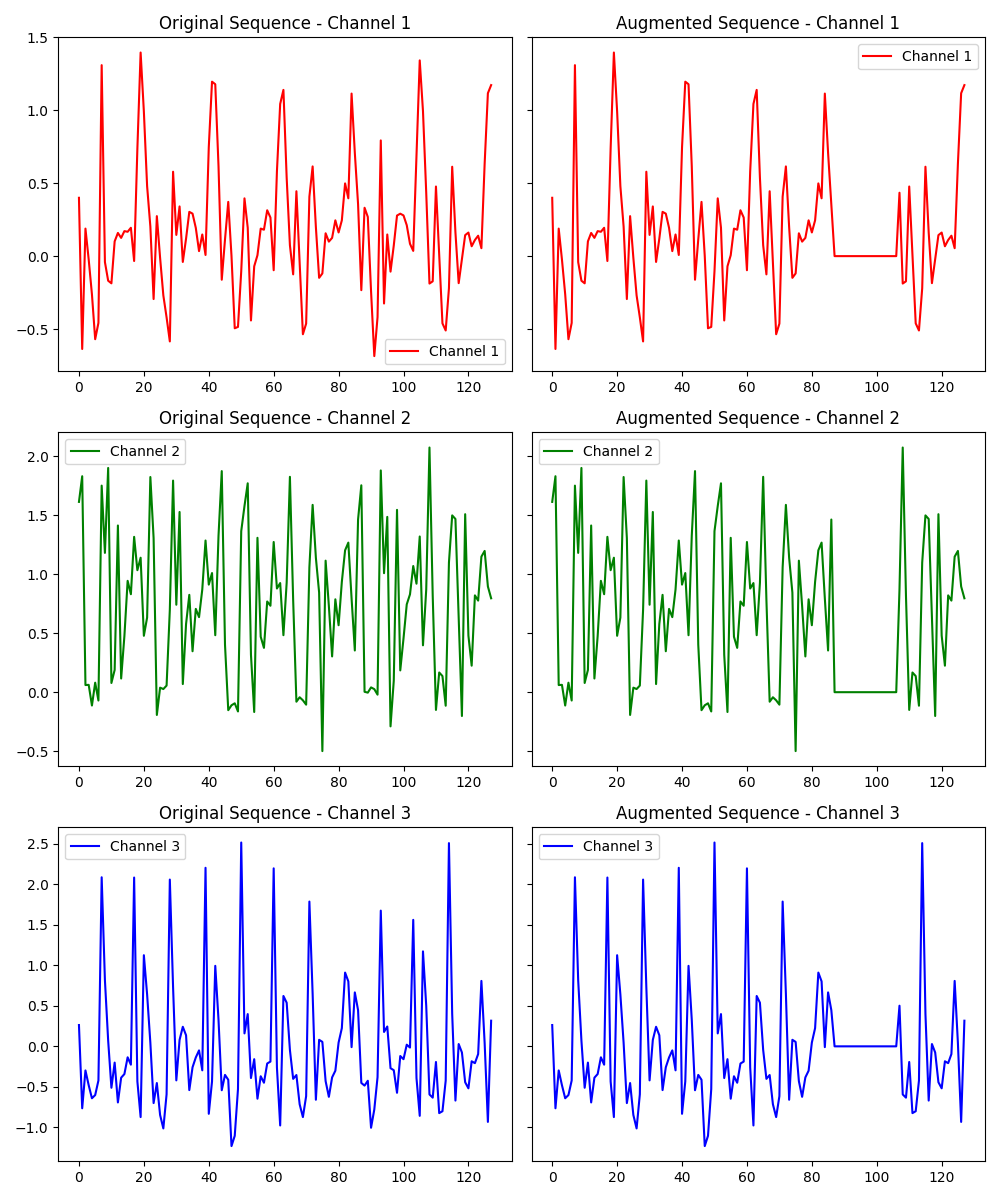 Original Sequence - Channel 1
Augmented Sequence - Channel 1
1.5
1.0
0.5
0.0
−0.5
Channel 1
Channel 1
0 20 40 60 80 100 120
0 20 40 60 80 100 120
Original Sequence - Channel 2
Augmented Sequence - Channel 2
2.0
1.5
1.0
0.5
0.0
−0.5
Channel 2
Channel 2
0 20 40 60 80 100 120
0 20 40 60 80 100 120
Original Sequence - Channel 3
Augmented Sequence - Channel 3
2.5
2.0
1.5
1.0
0.5
0.0
−0.5
−1.0
Channel 3
Channel 3
0 20 40 60 80 100 120
0 20 40 60 80 100 120